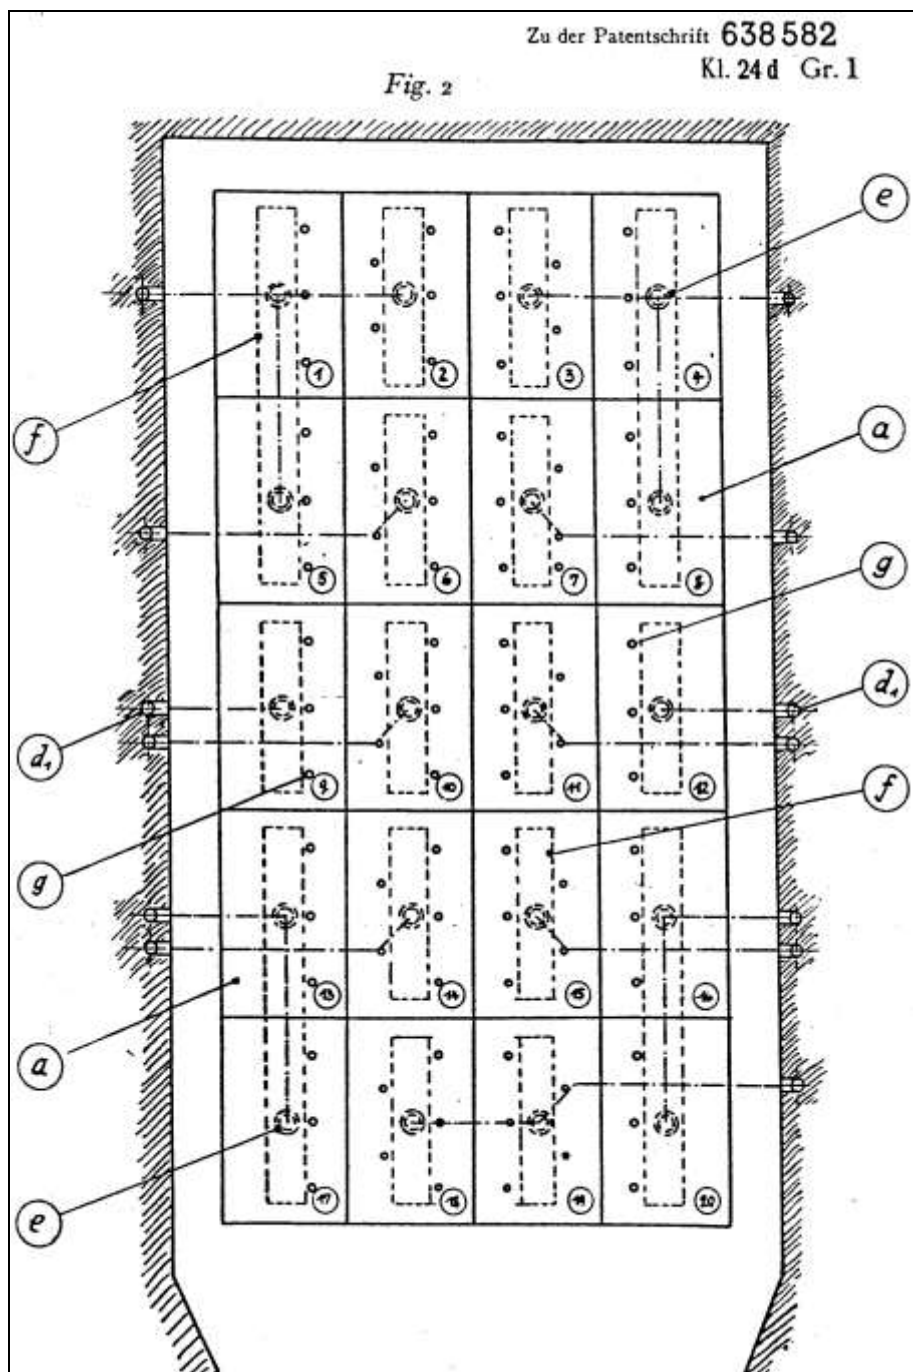 Zu der Patentschrift 638 582
Kl. 24 d Gr. 1
Fig. 2
e
1 2 3 4
f
a
5 6 7 8
g
d₁
d₁
9 10 11 12
f
g
13 14 15 16
a
17 18 19 20
e